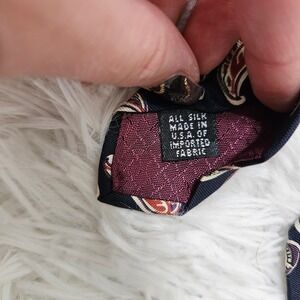 ALL SILK
MADE IN
U.S.A. OF
IMPORTED
FABRIC